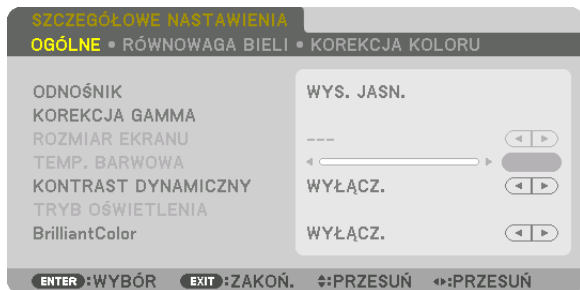 SZCZEGÓŁOWE NASTAWIENIA
OGÓLNE • RÓWNOWAGA BIELI • KOREKCJA KOLORU
ODNOŚNIK WYS. JASN.
KOREKCJA GAMMA
ROZMIAR EKRANU ---
TEMP. BARWOWA
KONTRAST DYNAMICZNY WYŁĄCZ.
TRYB OŚWIETLENIA
BrilliantColor WYŁĄCZ.
ENTER:WYBÓR EXIT:ZAKOŃ. :PRZESUŃ :PRZESUŃ